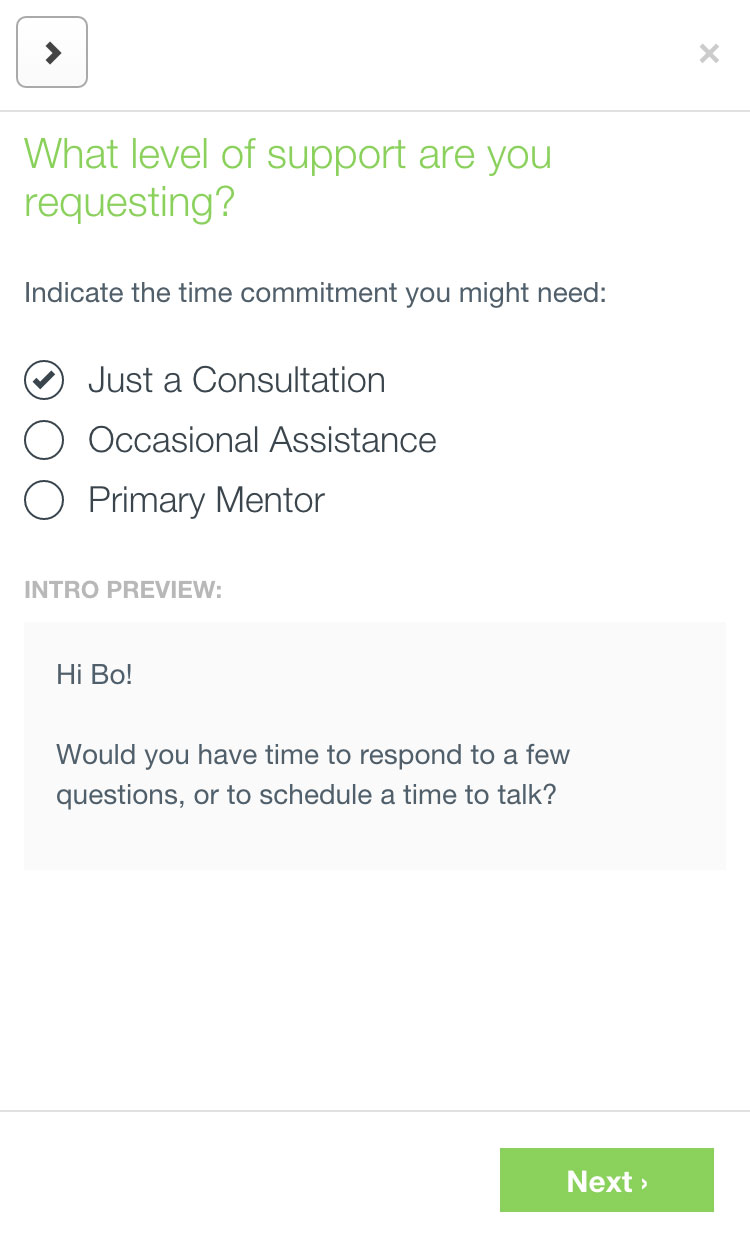 What level of support are you
requesting?
Indicate the time commitment you might need:
Just a Consultation
Occasional Assistance
Primary Mentor
INTRO PREVIEW:
Hi Bo!
Would you have time to respond to a few
questions, or to schedule a time to talk?
Next ›